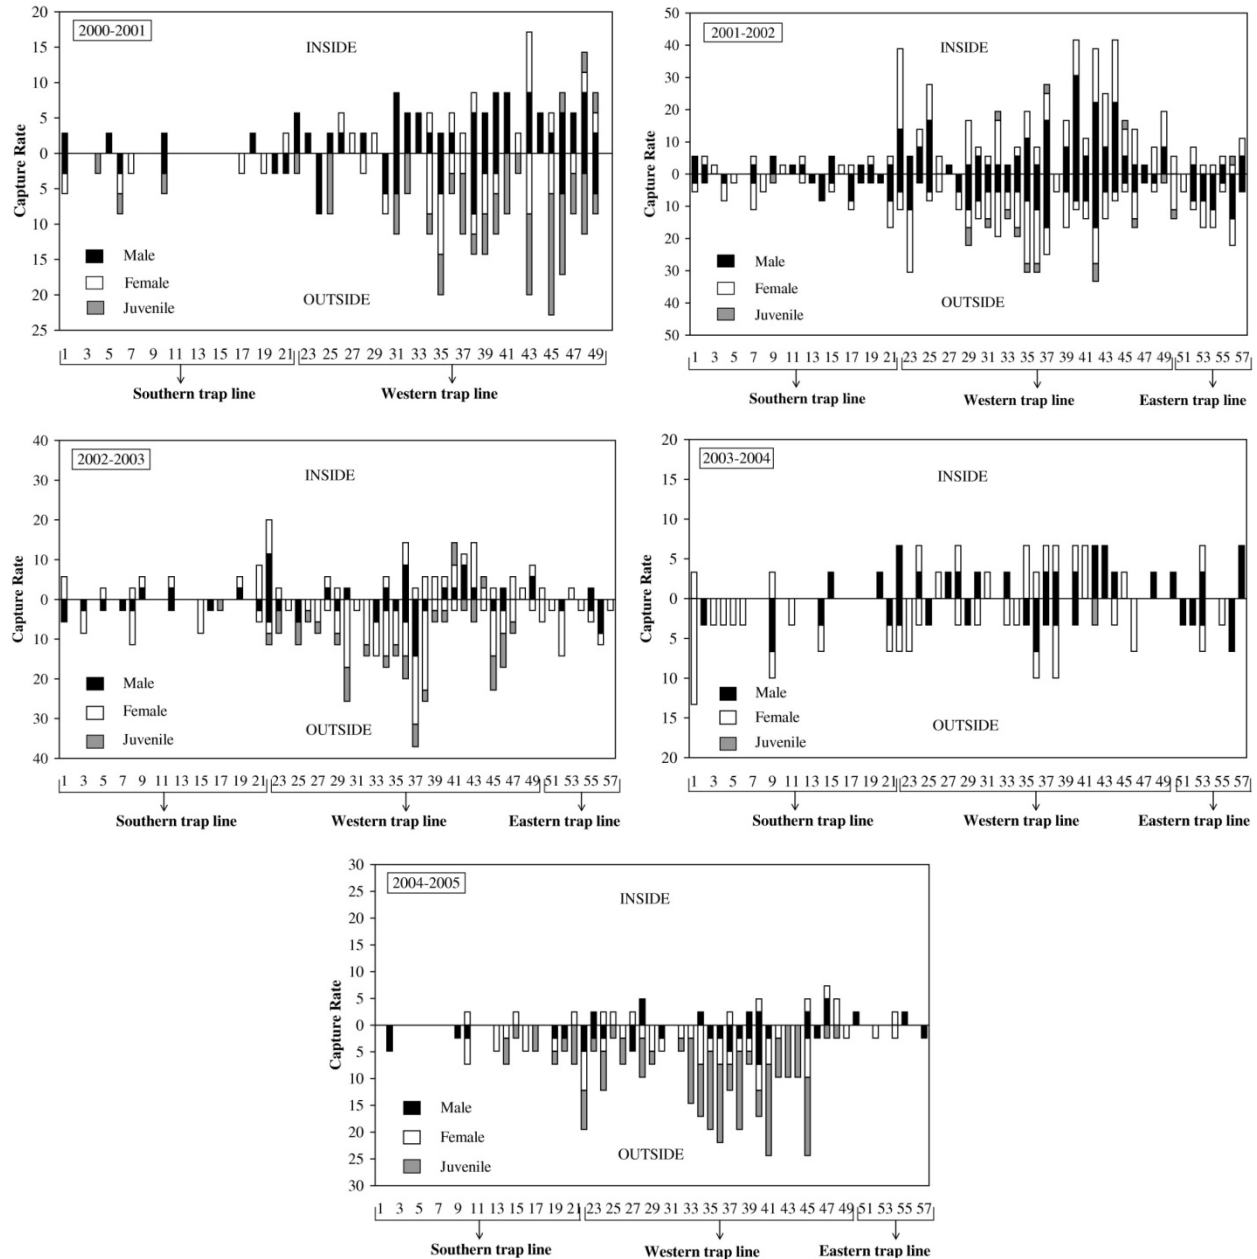 2000-2001
20
15
10
5
0
5
10
15
20
25
Capture Rate
INSIDE
OUTSIDE
Male
Female
Juvenile
1 3 5 7 9 11 13 15 17 19 21 23 25 27 29 31 33 35 37 39 41 43 45 47 49
Southern trap line Western trap line
2001-2002
50
40
30
20
10
0
10
20
30
40
50
Capture Rate
INSIDE
OUTSIDE
Male
Female
Juvenile
1 3 5 7 9 11 13 15 17 19 21 23 25 27 29 31 33 35 37 39 41 43 45 47 49 51 53 55 57
Southern trap line Western trap line Eastern trap line
2002-2003
40
30
20
10
0
10
20
30
40
Capture Rate
INSIDE
OUTSIDE
Male
Female
Juvenile
1 3 5 7 9 11 13 15 17 19 21 23 25 27 29 31 33 35 37 39 41 43 45 47 49 51 53 55 57
Southern trap line Western trap line Eastern trap line
2003-2004
20
15
10
5
0
5
10
15
20
Capture Rate
INSIDE
OUTSIDE
Male
Female
Juvenile
1 3 5 7 9 11 13 15 17 19 21 23 25 27 29 31 33 35 37 39 41 43 45 47 49 51 53 55 57
Southern trap line Western trap line Eastern trap line
2004-2005
30
25
20
15
10
5
0
5
10
15
20
25
30
Capture Rate
INSIDE
OUTSIDE
Male
Female
Juvenile
1 3 5 7 9 11 13 15 17 19 21 23 25 27 29 31 33 35 37 39 41 43 45 47 49 51 53 55 57
Southern trap line Western trap line Eastern trap line